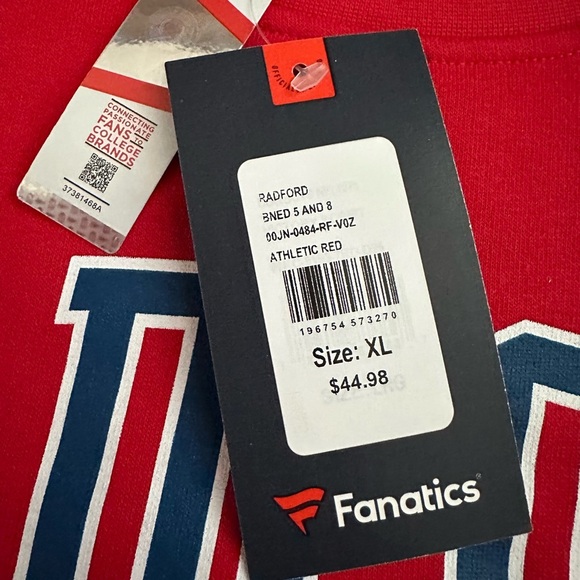 CONNECTING
PASSIONATE
FANS TO
COLLEGE
BRANDS
37381468A
RADFORD
BNED 5 AND 8
00JN-0484-RF-V0Z
ATHLETIC RED
196754 573270
Size: XL
$44.98
Fanatics